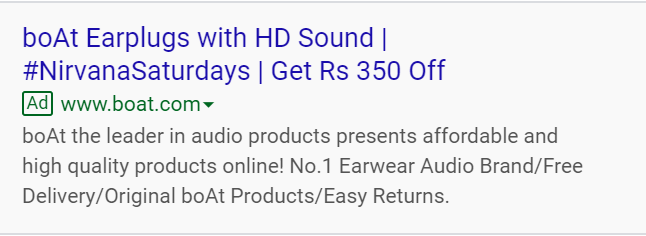 boAt Earplugs with HD Sound |
#NirvanaSaturdays | Get Rs 350 Off
Ad www.boat.com
boAt the leader in audio products presents affordable and
high quality products online! No.1 Earwear Audio Brand/Free
Delivery/Original boAt Products/Easy Returns.